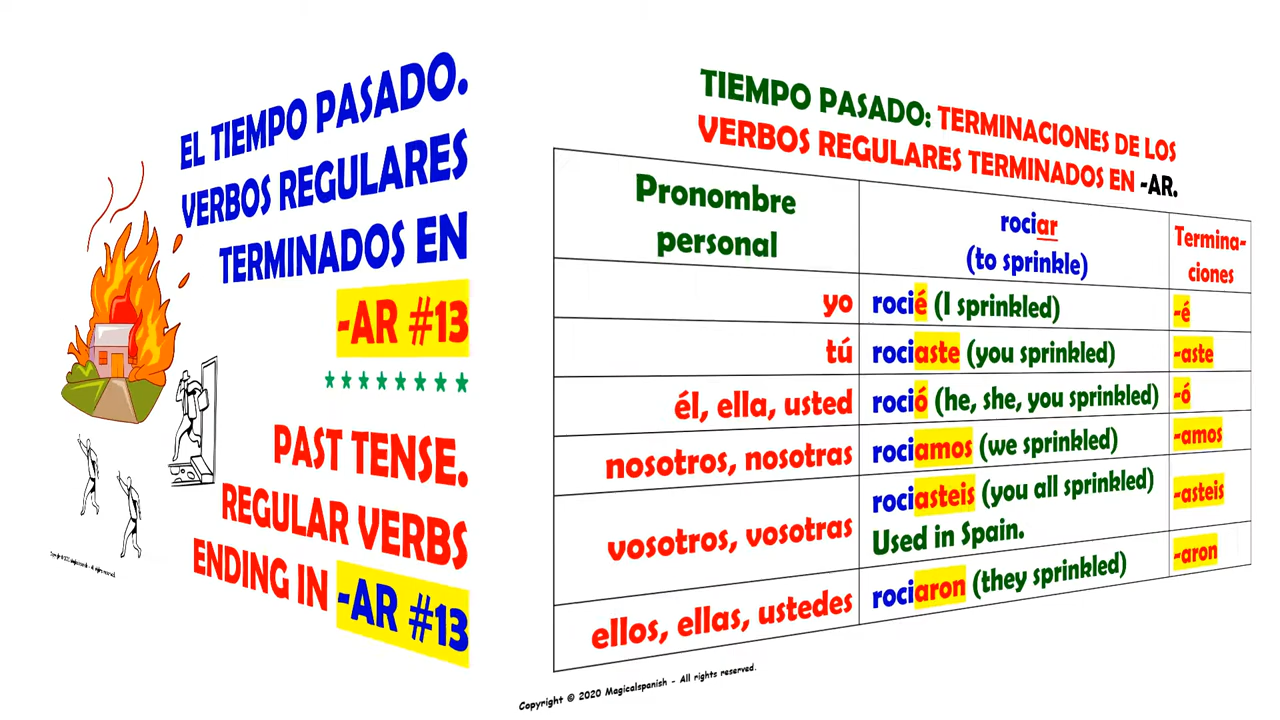 EL TIEMPO PASADO.
VERBOS REGULARES
TERMINADOS EN
-AR #13
* * * * * * * *
PAST TENSE.
REGULAR VERBS
ENDING IN -AR #13
TIEMPO PASADO: TERMINACIONES DE LOS
VERBOS REGULARES TERMINADOS EN -AR.
Pronombre
personal
rociar
(to sprinkle)
Termina-
ciones
yo
rocié (I sprinkled)
-é
tú
rociaste (you sprinkled)
-aste
él, ella, usted
roció (he, she, you sprinkled)
-ó
nosotros, nosotras
rociamos (we sprinkled)
-amos
vosotros, vosotras
rociasteis (you all sprinkled)
Used in Spain.
-asteis
ellos, ellas, ustedes
rociaron (they sprinkled)
-aron
Copyright © 2020 Magicalspanish - All rights reserved.